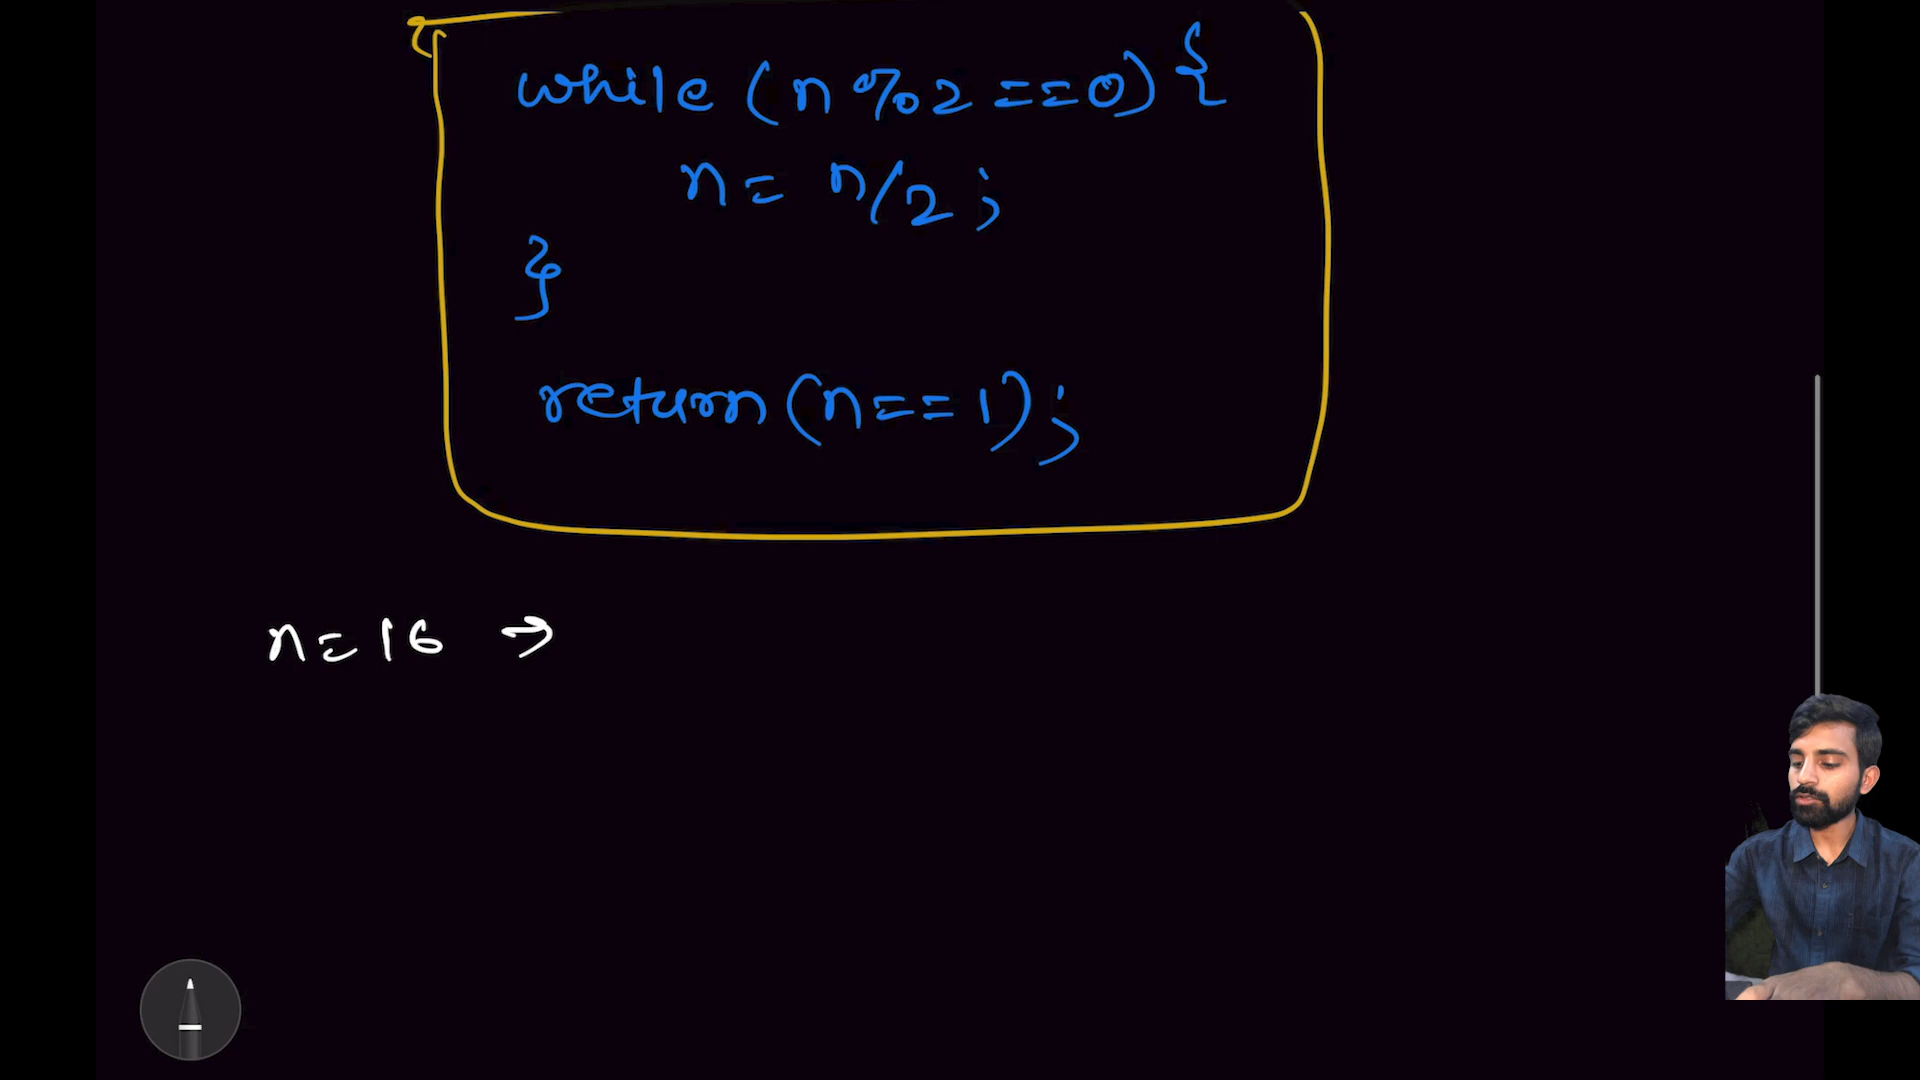 while (n%2 == 0) {
n = n/2 ;
}
return (n == 1) ;
n = 16 →